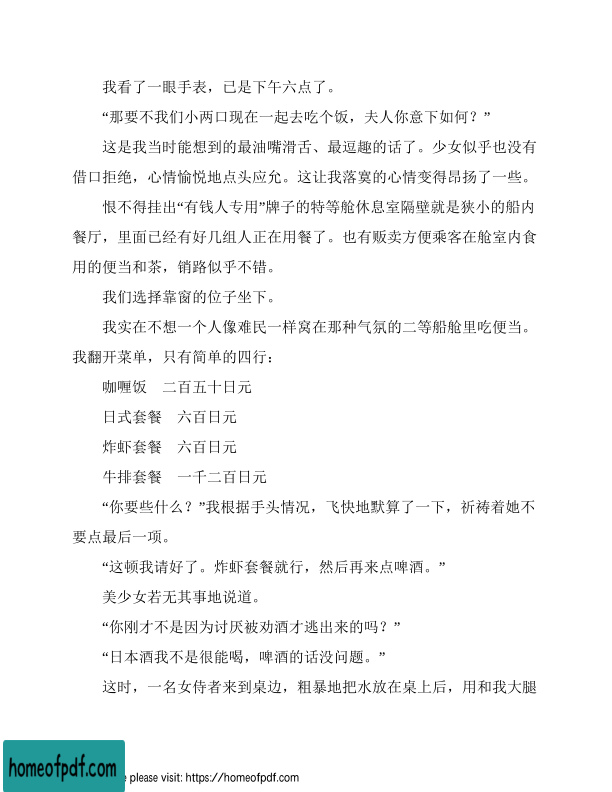 我看了一眼手表，已是下午六点了。
“那要不我们小两口现在一起去吃个饭，夫人你意下如何？”
这是我当时能想到的最油嘴滑舌、最逗趣的话了。少女似乎也没有
借口拒绝，心情愉悦地点头应允。这让我落寞的心情变得昂扬了一些。
恨不得挂出“有钱人专用”牌子的特等舱休息室隔壁就是狭小的船内
餐厅，里面已经有好几组人正在用餐了。也有贩卖方便乘客在舱室内食
用的便当和茶，销路似乎不错。
我们选择靠窗的位子坐下。
我实在不想一个人像难民一样窝在那种气氛的二等船舱里吃便当。
我翻开菜单，只有简单的四行：
咖喱饭　二百五十日元
日式套餐　六百日元
炸虾套餐　六百日元
牛排套餐　一千二百日元
“你要些什么？”我根据手头情况，飞快地默算了一下，祈祷着她不
要点最后一项。
“这顿我请好了。炸虾套餐就行，然后再来点啤酒。”
美少女若无其事地说道。
“你刚才不是因为讨厌被劝酒才逃出来的吗？”
“日本酒我不是很能喝，啤酒的话没问题。”
这时，一名女侍者来到桌边，粗暴地把水放在桌上后，用和我大腿
homeofpdf.com
e please visit: https://homeofpdf.com